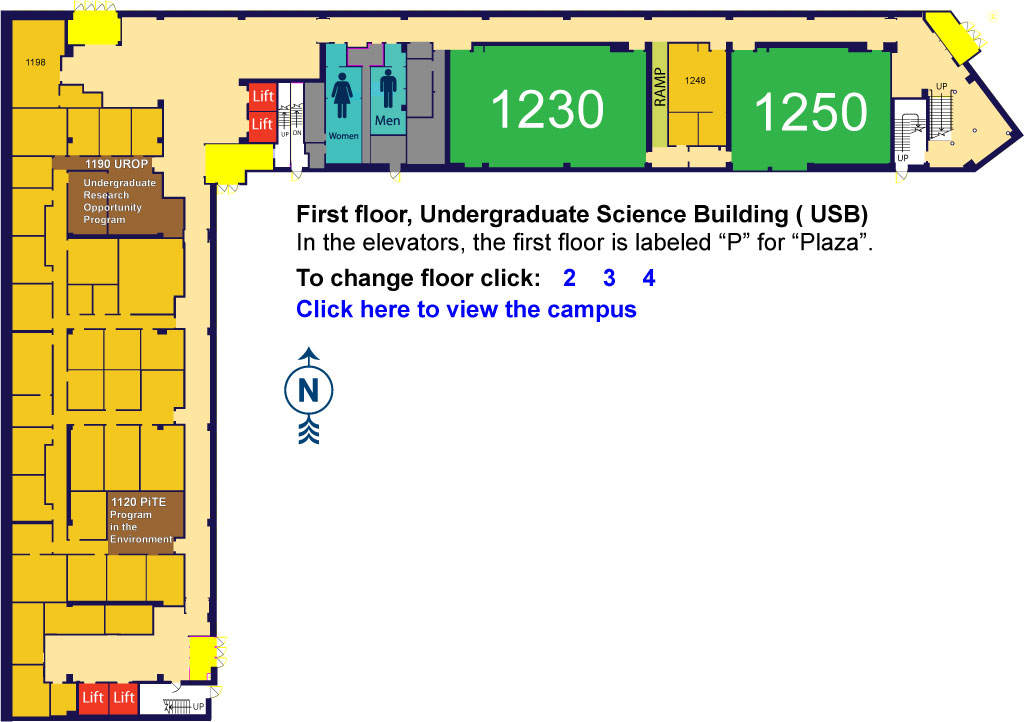 1198
Lift
Lift
UP
DN
Women
Men
1230
RAMP
1248
1250
UP
UP
1190 UROP
Undergraduate
Research
Opportunity
Program
First floor, Undergraduate Science Building ( USB)
In the elevators, the first floor is labeled “P” for “Plaza”.
To change floor click: 2 3 4
Click here to view the campus
N
1120 PiTE
Program
in the
Environment
Lift Lift
UP